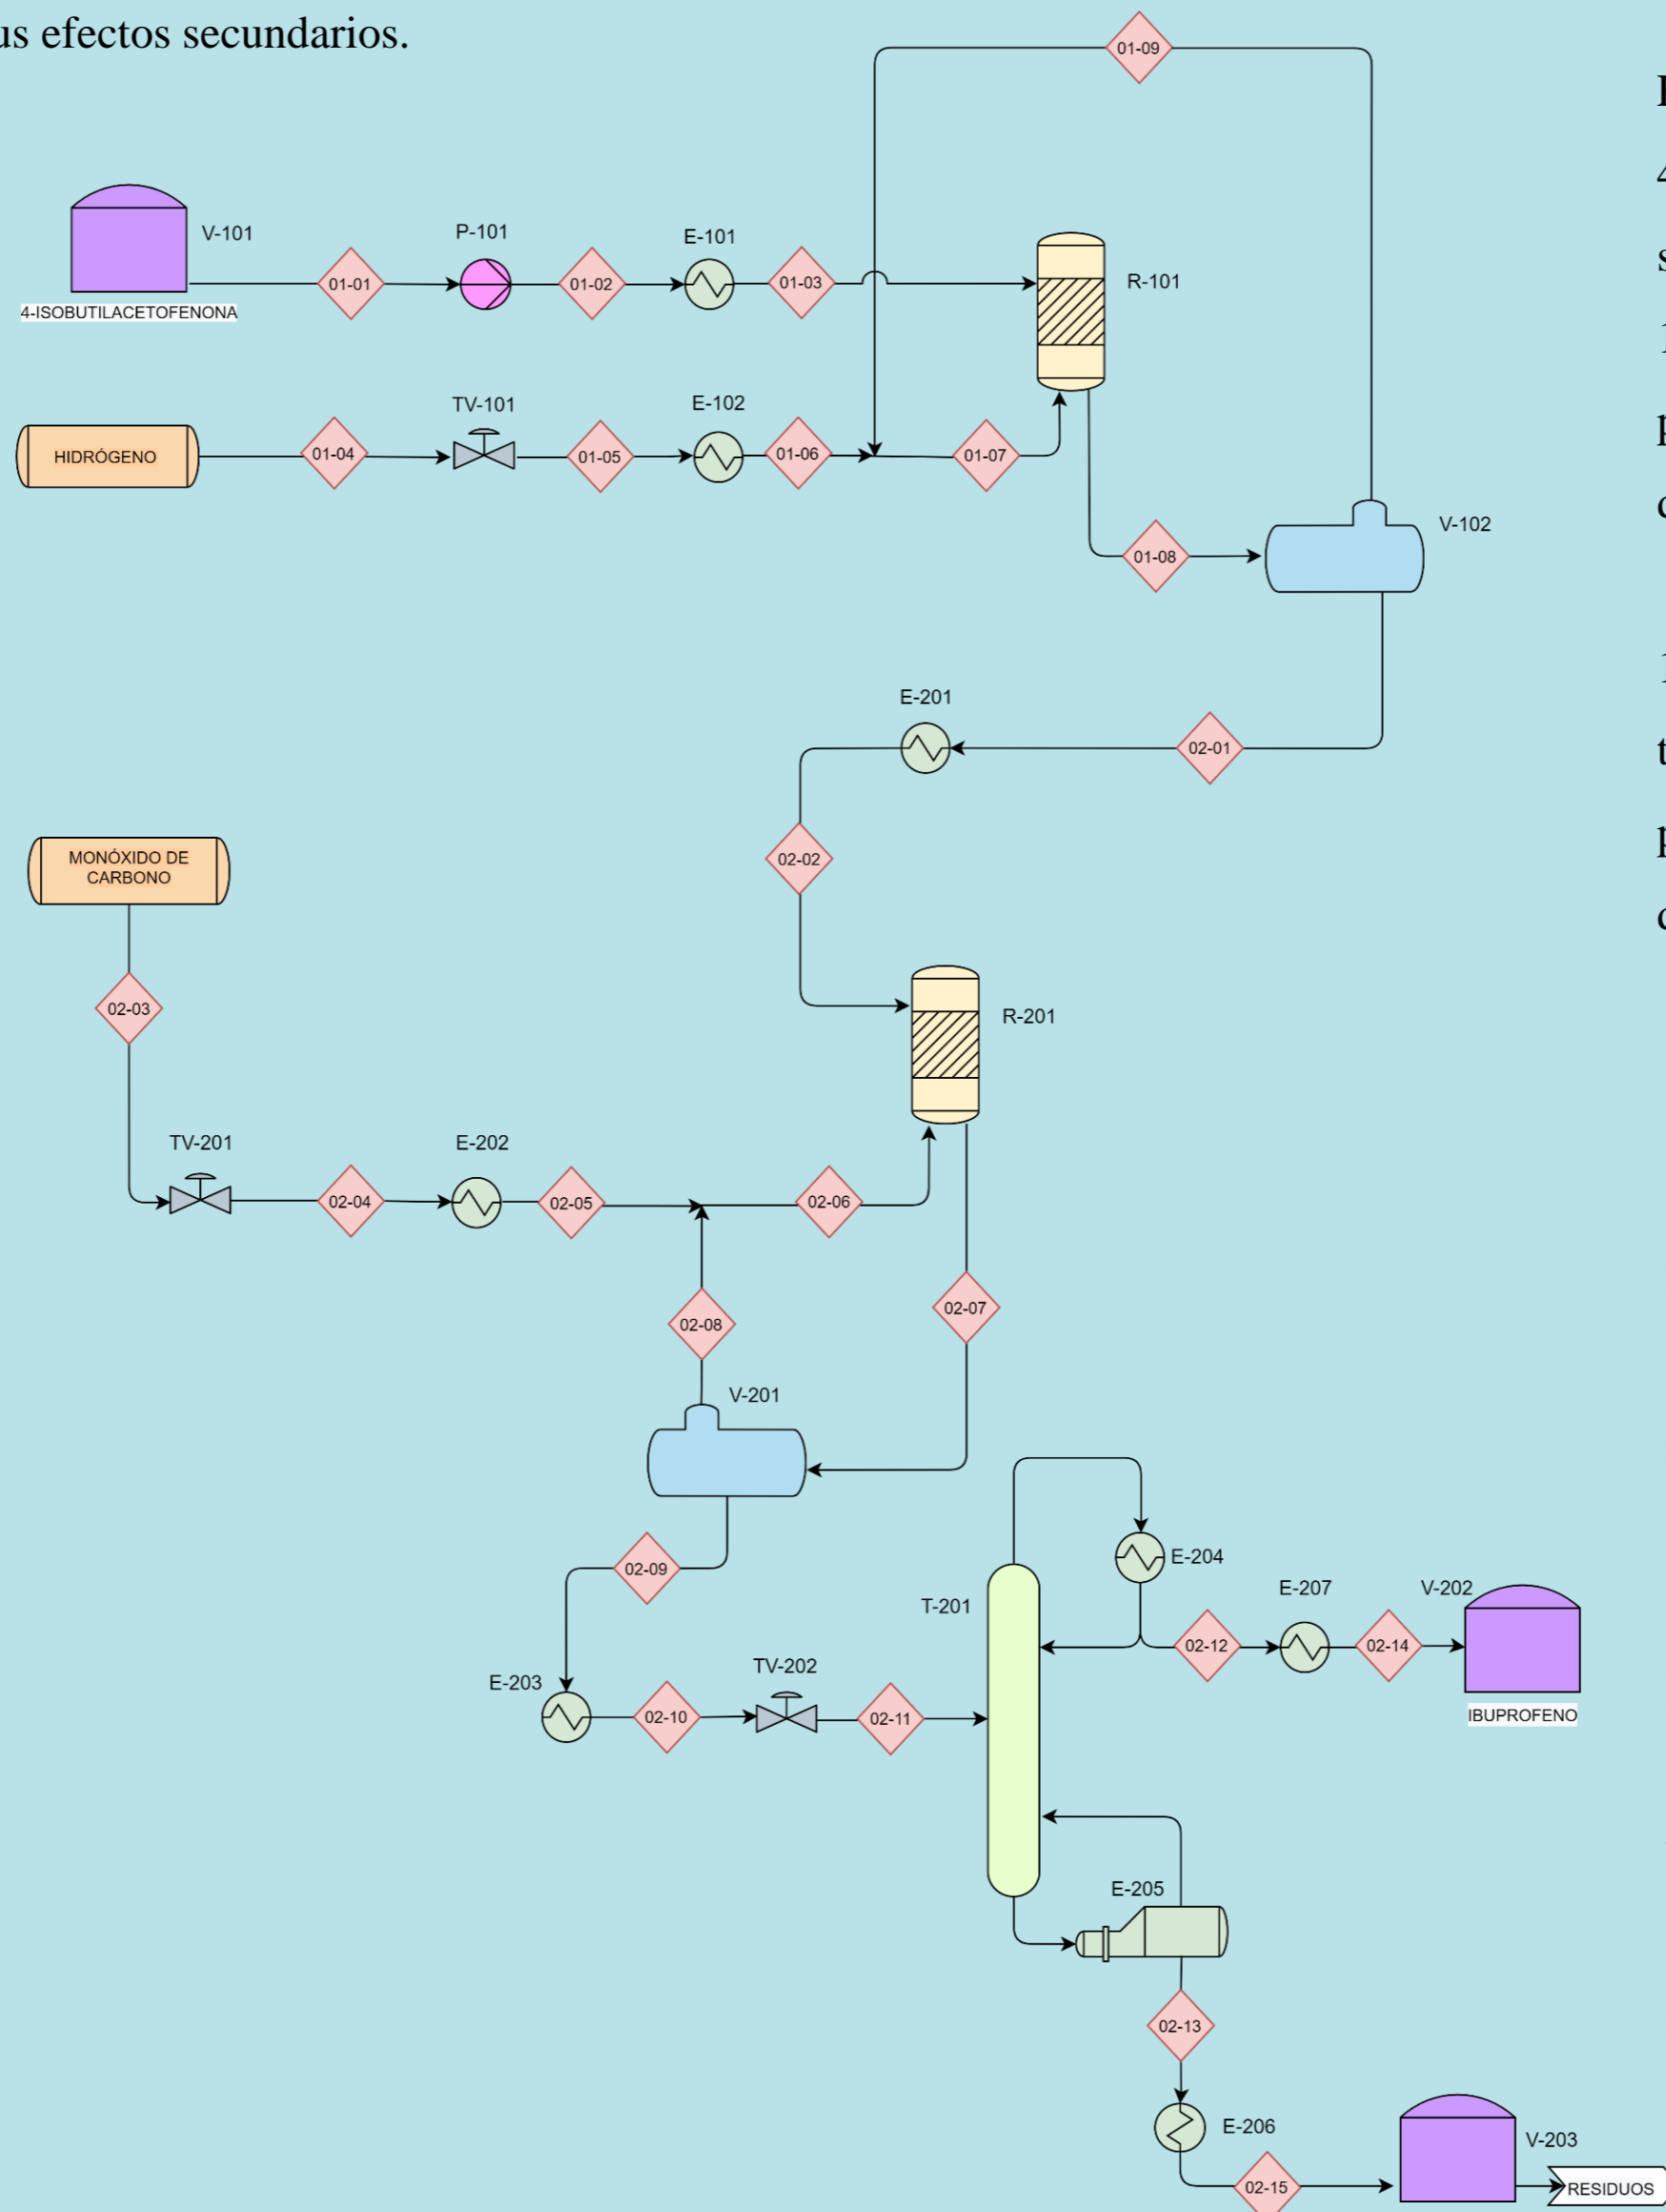 us efectos secundarios.
01-09
V-101
P-101
E-101
01-01
01-02
01-03
R-101
4-ISOBUTILACETOFENONA
TV-101
E-102
HIDRÓGENO
01-04
01-05
01-06
01-07
V-102
01-08
E-201
02-01
MONÓXIDO DE
CARBONO
02-02
02-03
R-201
TV-201
E-202
02-04
02-05
02-06
02-07
02-08
V-201
02-09
E-204
T-201
E-207
V-202
02-12
02-14
E-203
TV-202
02-10
02-11
IBUPROFENO
E-205
02-13
E-206
V-203
02-15
RESIDUOS